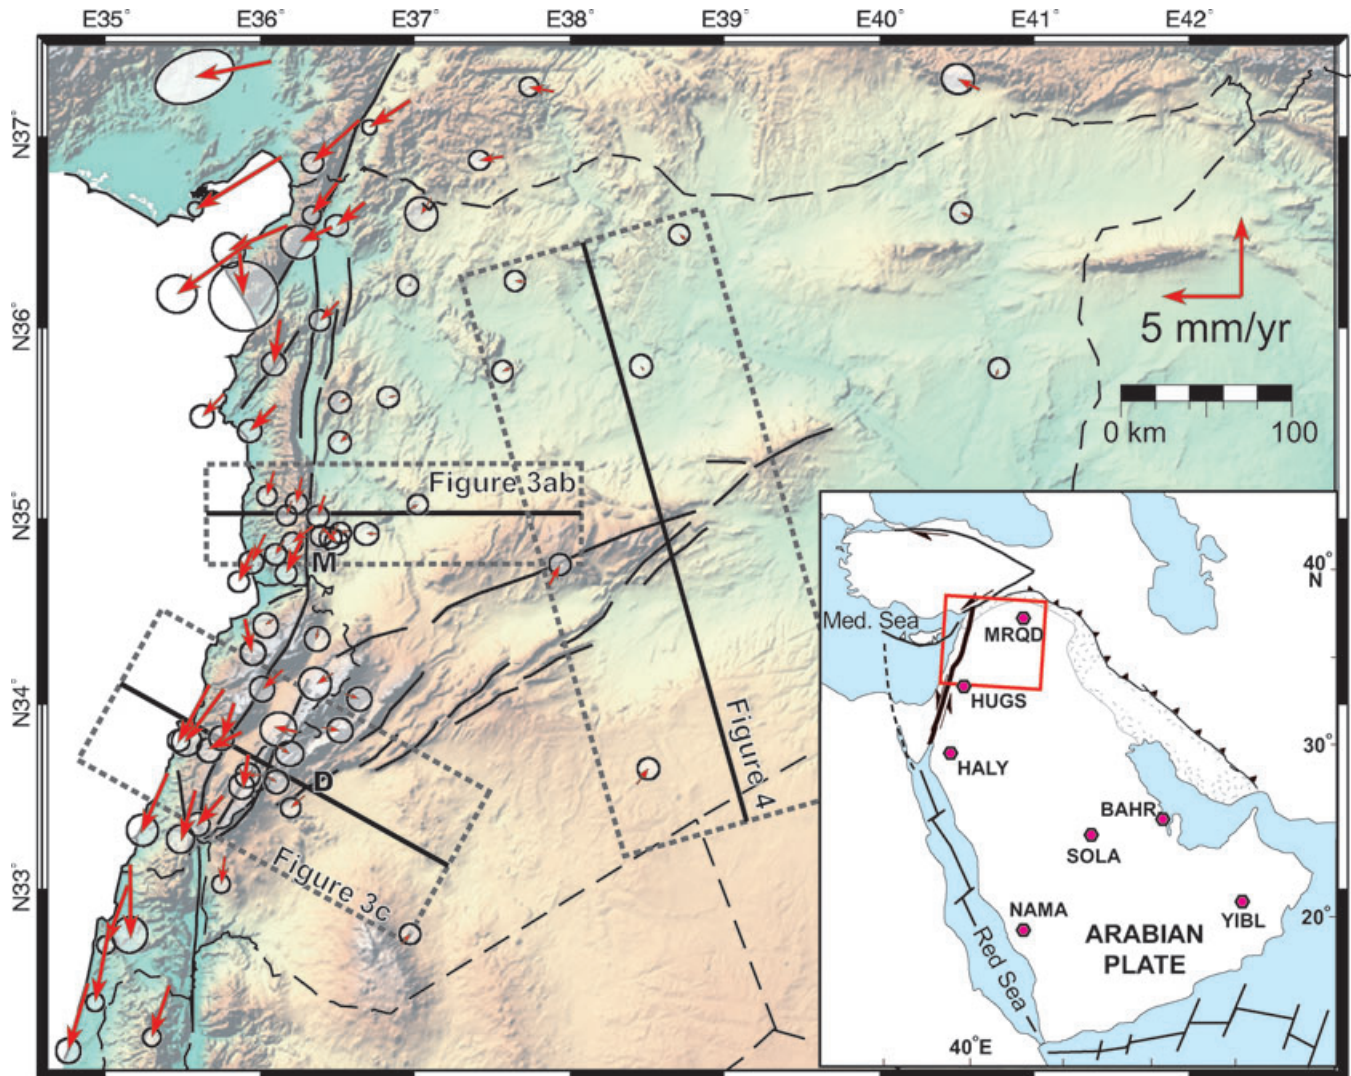 E35° E36° E37° E38° E39° E40° E41° E42°
N37°
N36°
N35°
N34°
N33°
5 mm/yr
0 km 100
Figure 3ab
M
Figure 4
D
Figure 3c
40°
N
Med. Sea
MRQD
HUGS
30°
HALY
BAHR
SOLA
20°
NAMA
YIBL
ARABIAN
PLATE
Red Sea
40°E